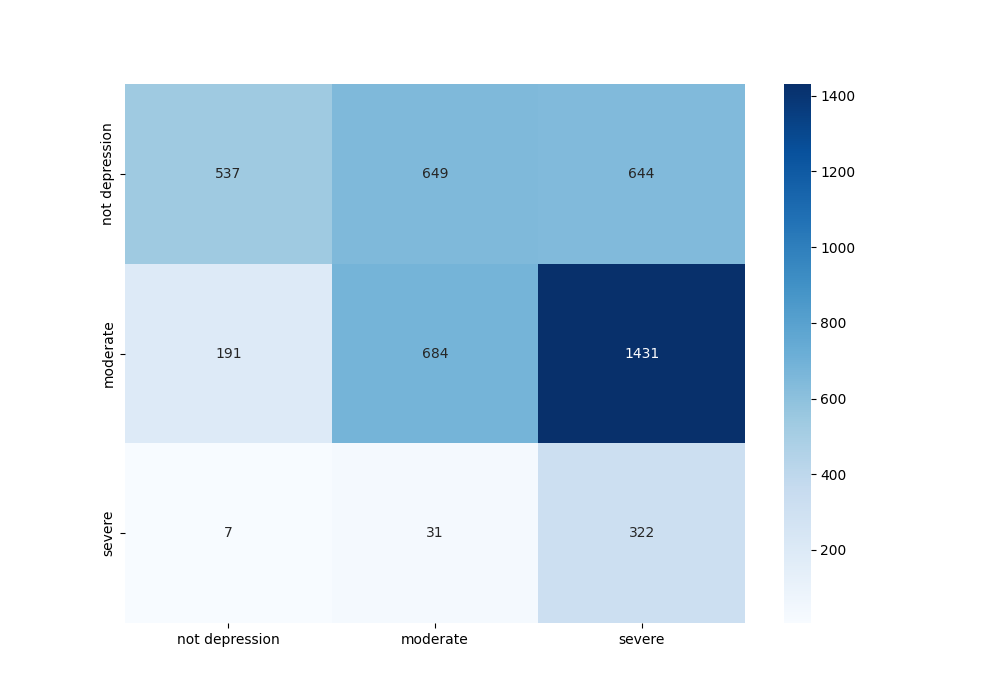 not depression
537 649 644
moderate
191 684 1431
severe
7 31 322
not depression moderate severe
1400
1200
1000
800
600
400
200